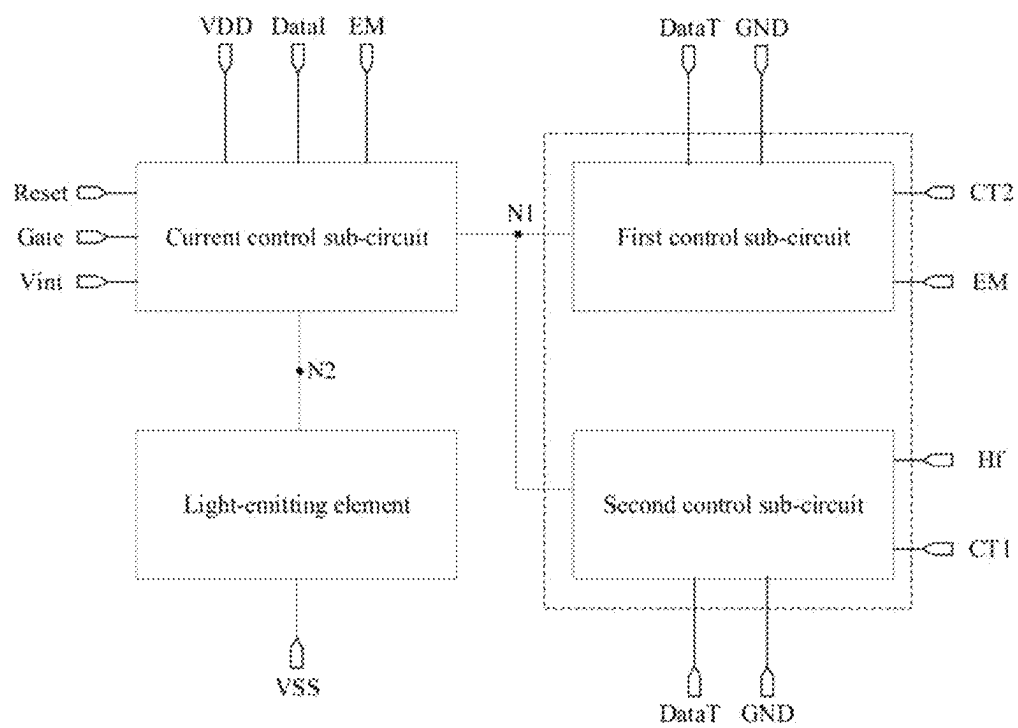 VDD DataI EM DataT GND
Reset
Gate
Vint
Current control sub-circuit
N1
First control sub-circuit
CT2
EM
N2
Light-emitting element
Second control sub-circuit
Hf
CT1
VSS
DataT GND